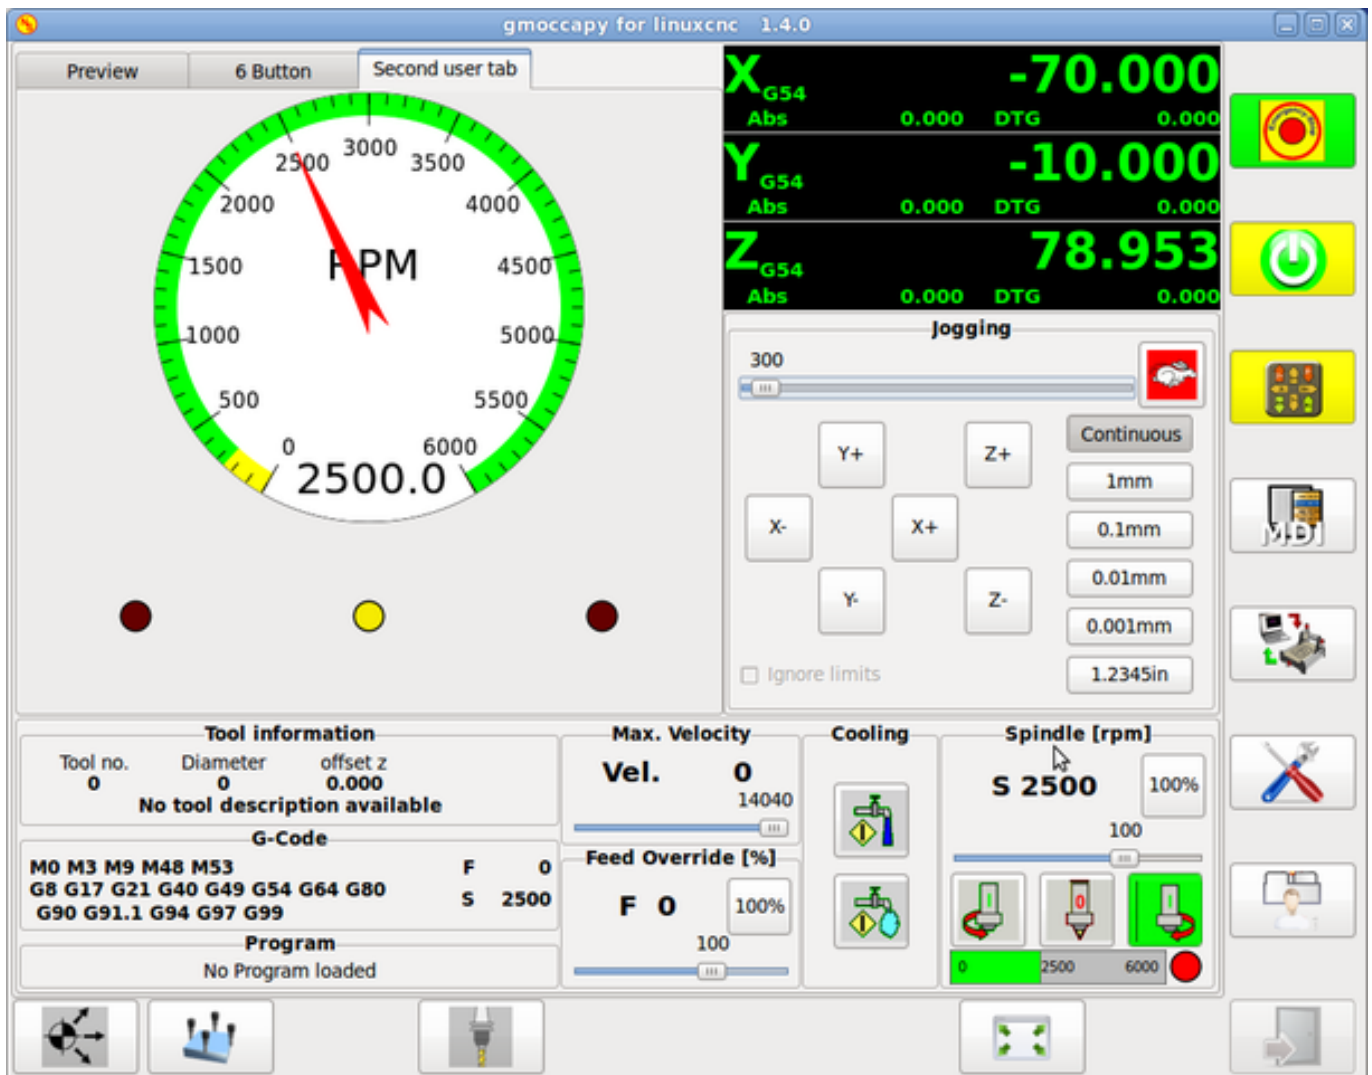 gmoccapy for linuxcnc 1.4.0
Preview
6 Button
Second user tab
0
500
1000
1500
2000
2500
3000
3500
4000
4500
5000
5500
6000
RPM
2500.0
X G54 -70.000
Abs 0.000 DTG 0.000
Y G54 -10.000
Abs 0.000 DTG 0.000
Z G54 78.953
Abs 0.000 DTG 0.000
Jogging
300
Y+
Z+
X-
X+
Y-
Z-
Continuous
1mm
0.1mm
0.01mm
0.001mm
1.2345in
Ignore limits
MDI
Tool information
Tool no. Diameter offset z
0 0 0.000
No tool description available
G-Code
M0 M3 M9 M48 M53
G8 G17 G21 G40 G49 G54 G64 G80
G90 G91.1 G94 G97 G99
F 0
S 2500
Program
No Program loaded
Max. Velocity
Vel. 0
14040
Feed Override [%]
F 0
100%
100
Cooling
Spindle [rpm]
S 2500
100%
100
0 2500 6000